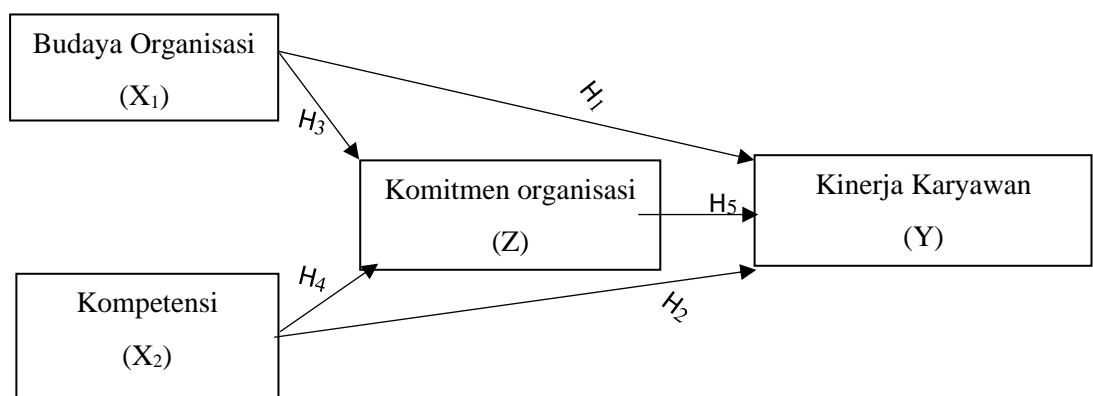 Budaya Organisasi
(X₁)
H₁
H₃
Komitmen organisasi
(Z)
H₅
Kinerja Karyawan
(Y)
Kompetensi
(X₂)
H₄
H₂